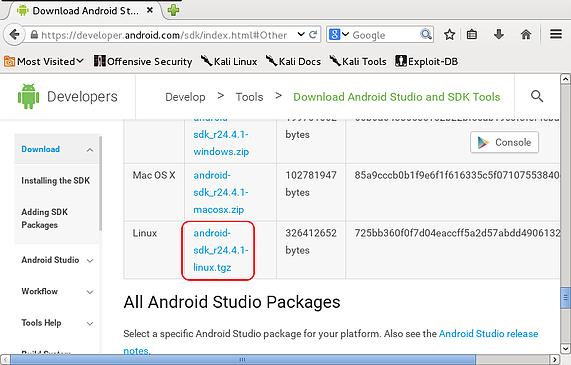 Download Android St...
https://developer.android.com/sdk/index.html#Other
Google
Most Visited
Offensive Security
Kali Linux
Kali Docs
Kali Tools
Exploit-DB
Developers
Develop > Tools > Download Android Studio and SDK Tools
Download
Installing the SDK
Adding SDK
Packages
Android Studio
Workflow
Tools Help
sdk_r24.4.1-
windows.zip
bytes
Console
Mac OS X
android-
sdk_r24.4.1-
macosx.zip
102781947
bytes
85a9cccb0b1f9e6f1f616335c5f07107553840
Linux
android-
sdk_r24.4.1-
linux.tgz
326412652
bytes
725bb360f0f7d04eaccff5a2d57abdd4906132
All Android Studio Packages
Select a specific Android Studio package for your platform. Also see the Android Studio release
notes.